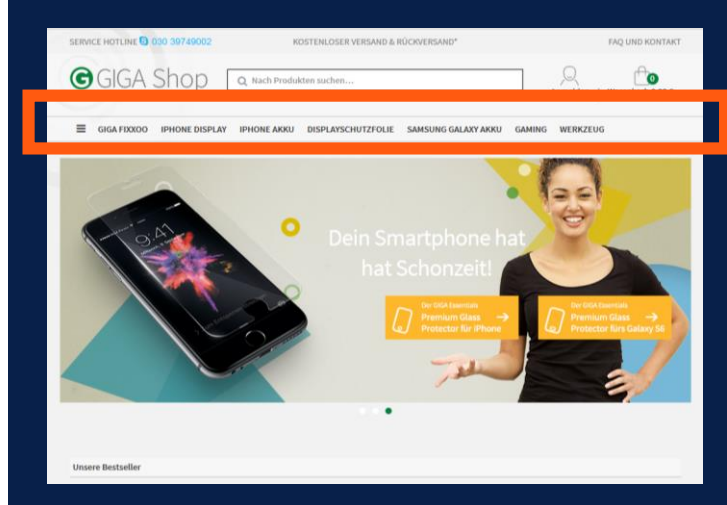 SERVICE HOTLINE 030 39749002
KOSTENLOSER VERSAND & RÜCKVERSAND*
FAQ UND KONTAKT
GIGA Shop
Nach Produkten suchen...
0
GIGA FIXXOO IPHONE DISPLAY IPHONE AKKU DISPLAYSCHUTZFOLIE SAMSUNG GALAXY AKKU GAMING WERKZEUG
9:41
Dein Smartphone hat
hat Schonzeit!
Der GIGA Essentials
Premium Glass
Protector für iPhone
Der GIGA Essentials
Premium Glass
Protector fürs Galaxy S6
Unsere Bestseller